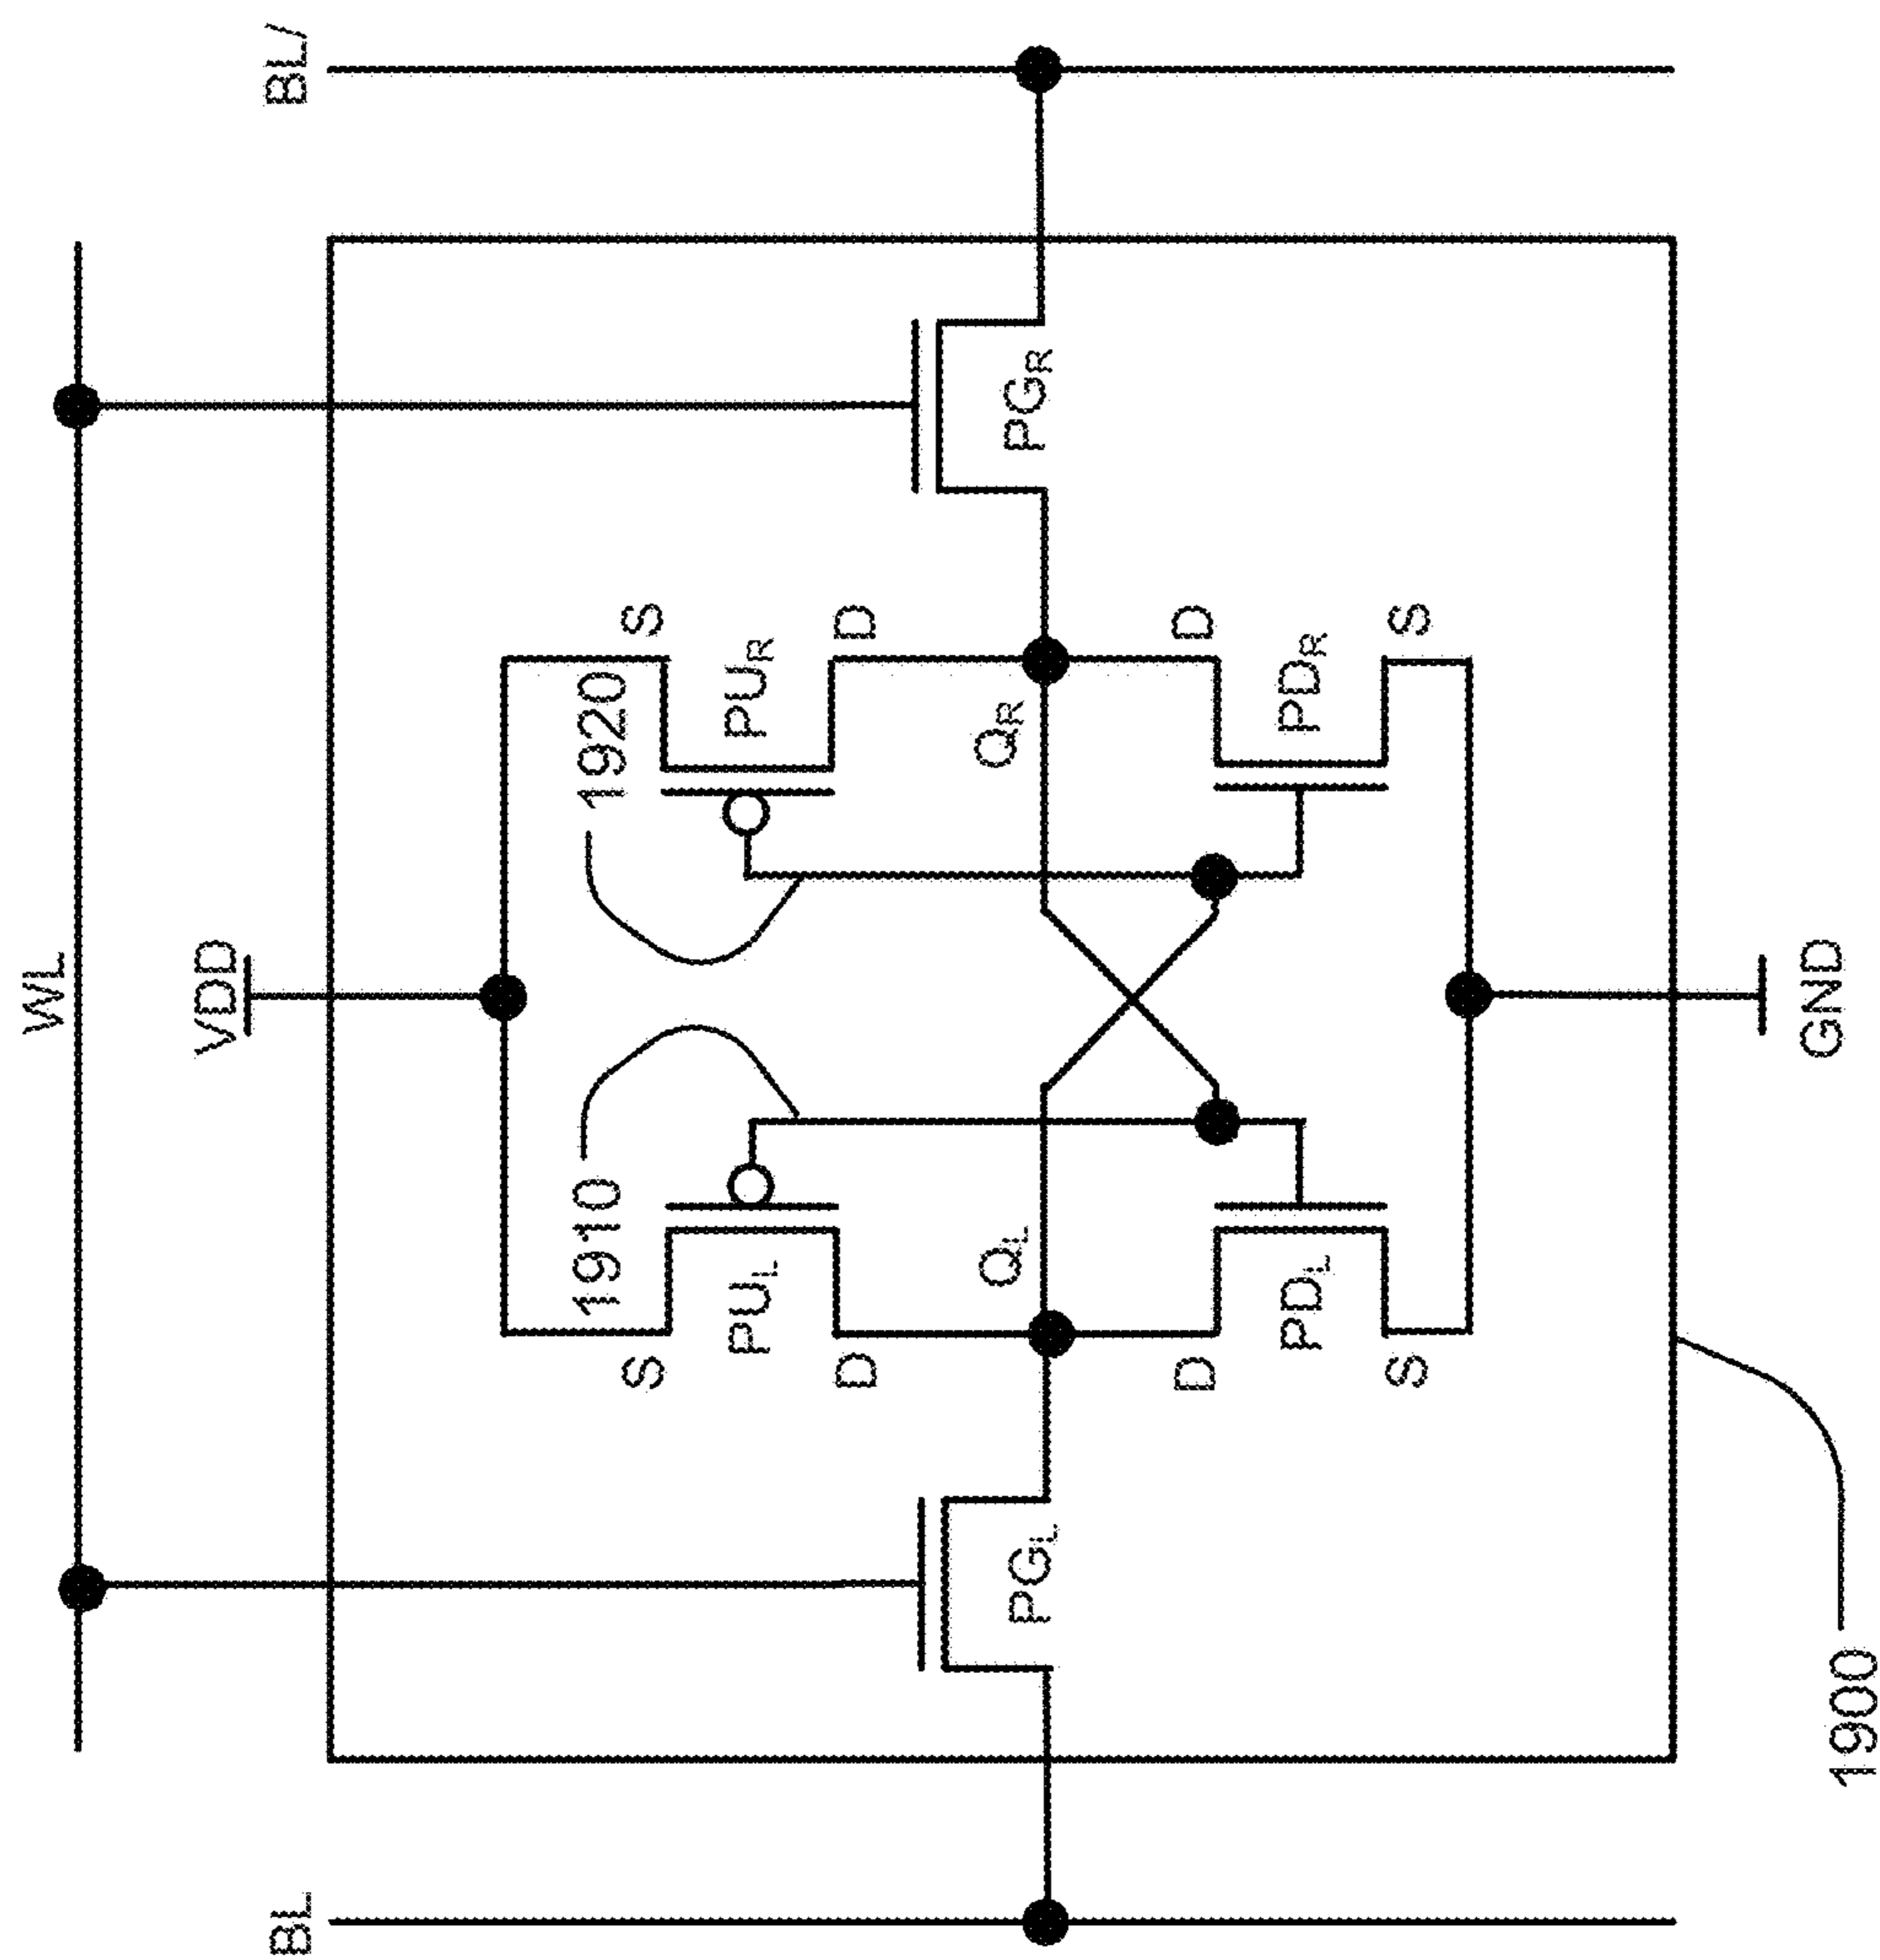 WL
VDD
BL
BL/
S
S
1910
1920
PU_L
PU_R
D
D
Q_L
Q_R
PG_L
PG_R
D
D
PD_L
PD_R
S
S
GND
1900